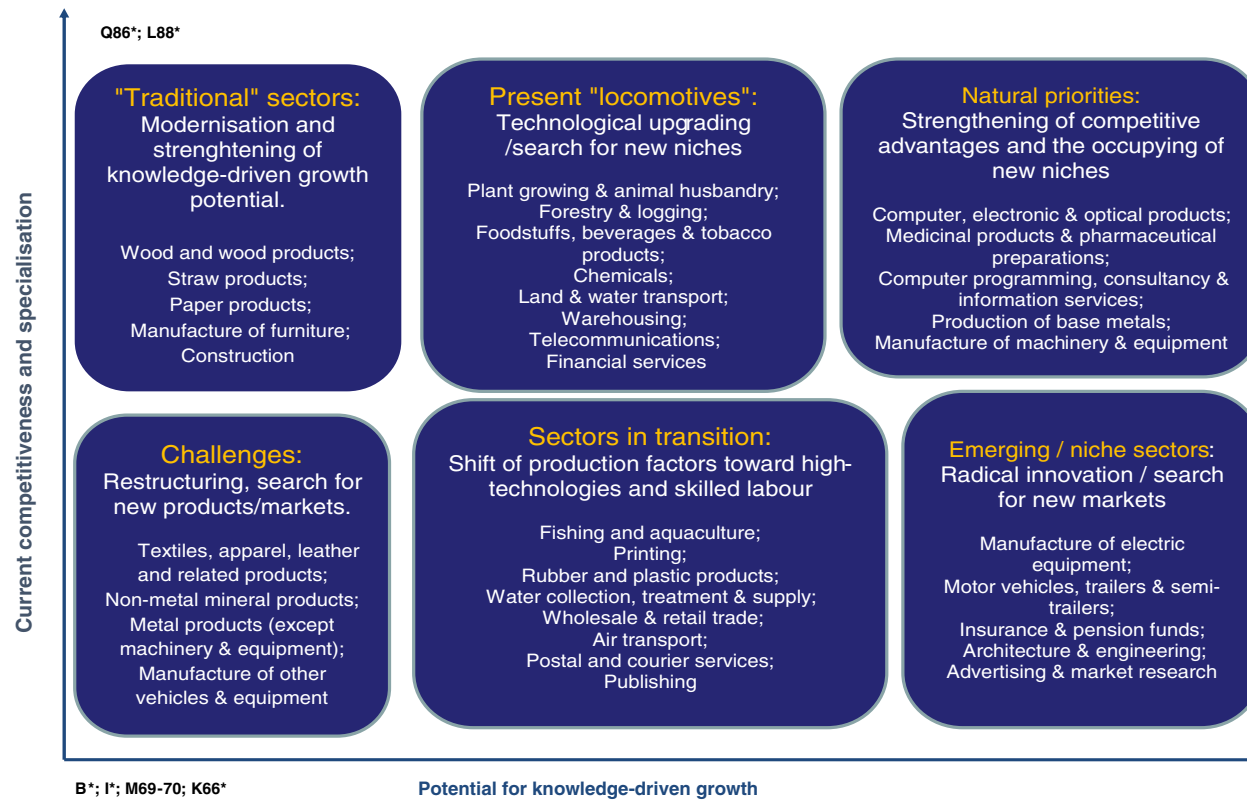 Q86*; L88*
Current competitiveness and specialisation
"Traditional" sectors:
Modernisation and
strenghtening of
knowledge-driven growth
potential.
Wood and wood products;
Straw products;
Paper products;
Manufacture of furniture;
Construction
Present "locomotives":
Technological upgrading
/search for new niches
Plant growing & animal husbandry;
Forestry & logging;
Foodstuffs, beverages & tobacco
products;
Chemicals;
Land & water transport;
Warehousing;
Telecommunications;
Financial services
Natural priorities:
Strengthening of competitive
advantages and the occupying of
new niches
Computer, electronic & optical products;
Medicinal products & pharmaceutical
preparations;
Computer programming, consultancy &
information services;
Production of base metals;
Manufacture of machinery & equipment
Challenges:
Restructuring, search for
new products/markets.
Textiles, apparel, leather
and related products;
Non-metal mineral products;
Metal products (except
machinery & equipment);
Manufacture of other
vehicles & equipment
Sectors in transition:
Shift of production factors toward high-
technologies and skilled labour
Fishing and aquaculture;
Printing;
Rubber and plastic products;
Water collection, treatment & supply;
Wholesale & retail trade;
Air transport;
Postal and courier services;
Publishing
Emerging / niche sectors:
Radical innovation / search
for new markets
Manufacture of electric
equipment;
Motor vehicles, trailers & semi-
trailers;
Insurance & pension funds;
Architecture & engineering;
Advertising & market research
B*; I*; M69-70; K66*
Potential for knowledge-driven growth